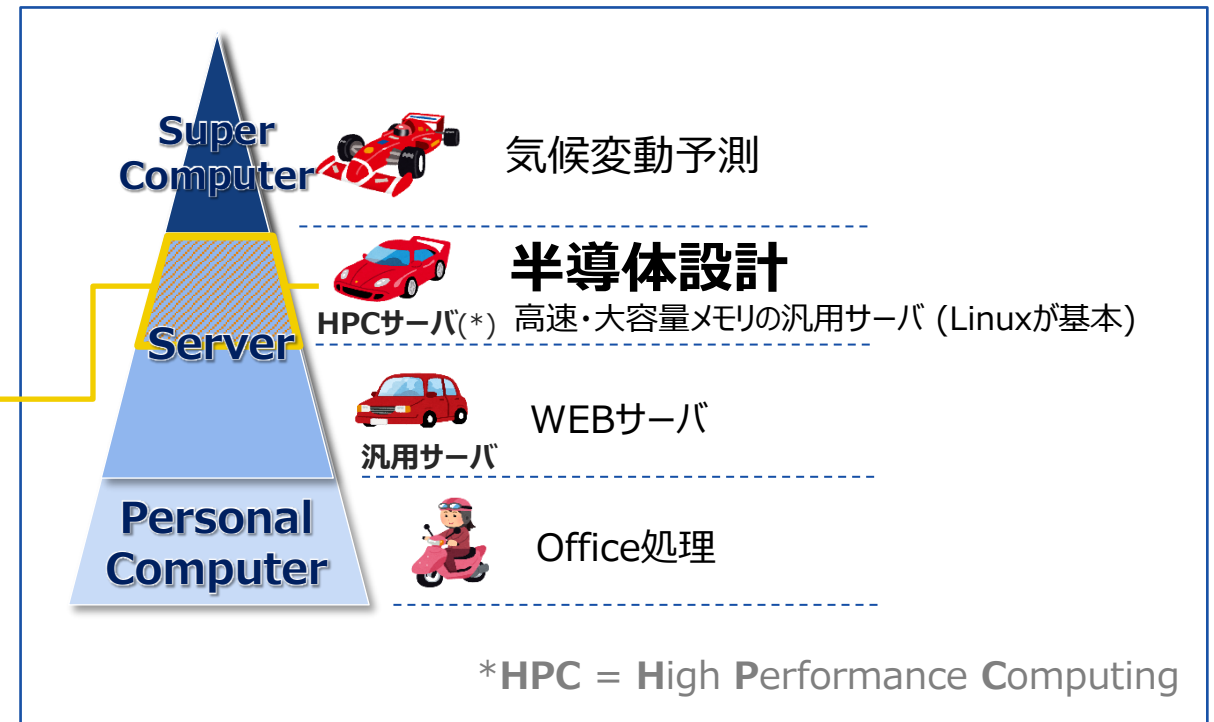 Super
Computer
気候変動予測
半導体設計
HPCサーバ(*)
高速・大容量メモリの汎用サーバ (Linuxが基本)
Server
WEBサーバ
汎用サーバ
Personal
Computer
Office処理
*HPC = High Performance Computing